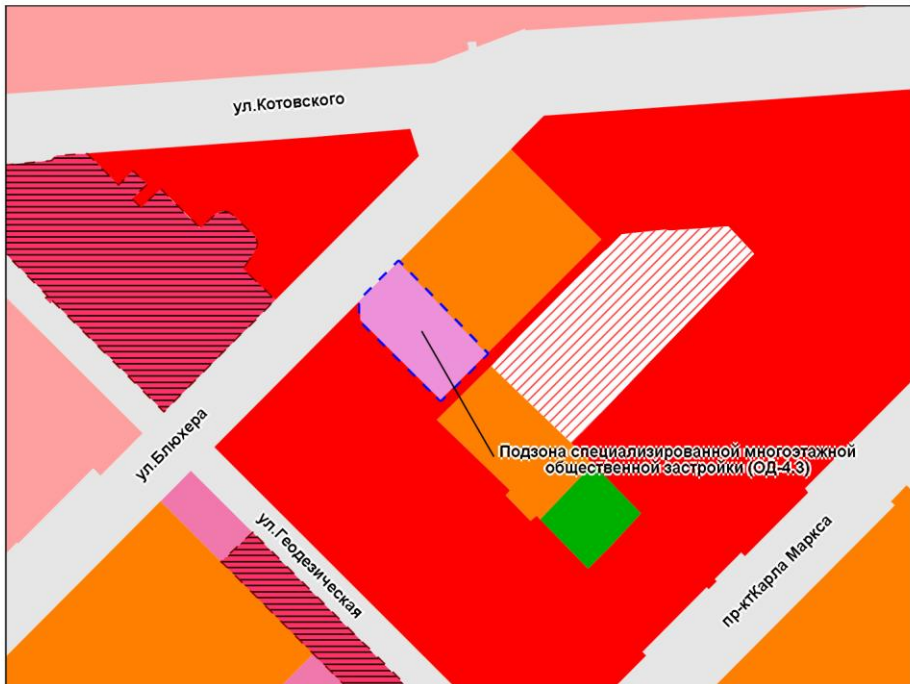 ул.Котовского
ул.Блюхера
Подзона специализированной многоэтажной
общественной застройки (ОД-4.3)
ул.Геодезическая
пр-ктКарла Маркса